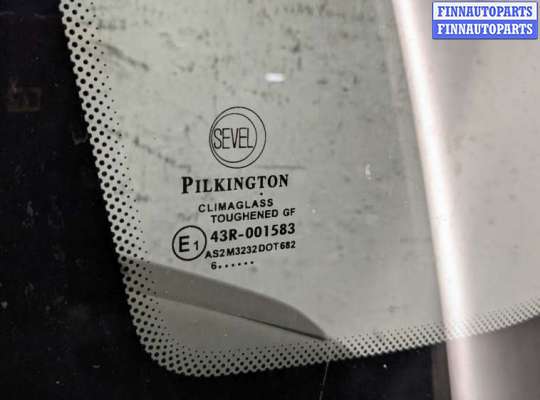 FINNAUTOPARTS
FINNAUTOPARTS
SEVEL
PILKINGTON
CLIMAGLASS
TOUGHENED GF
E1 43R-001583
AS2M3232DOT682
6......